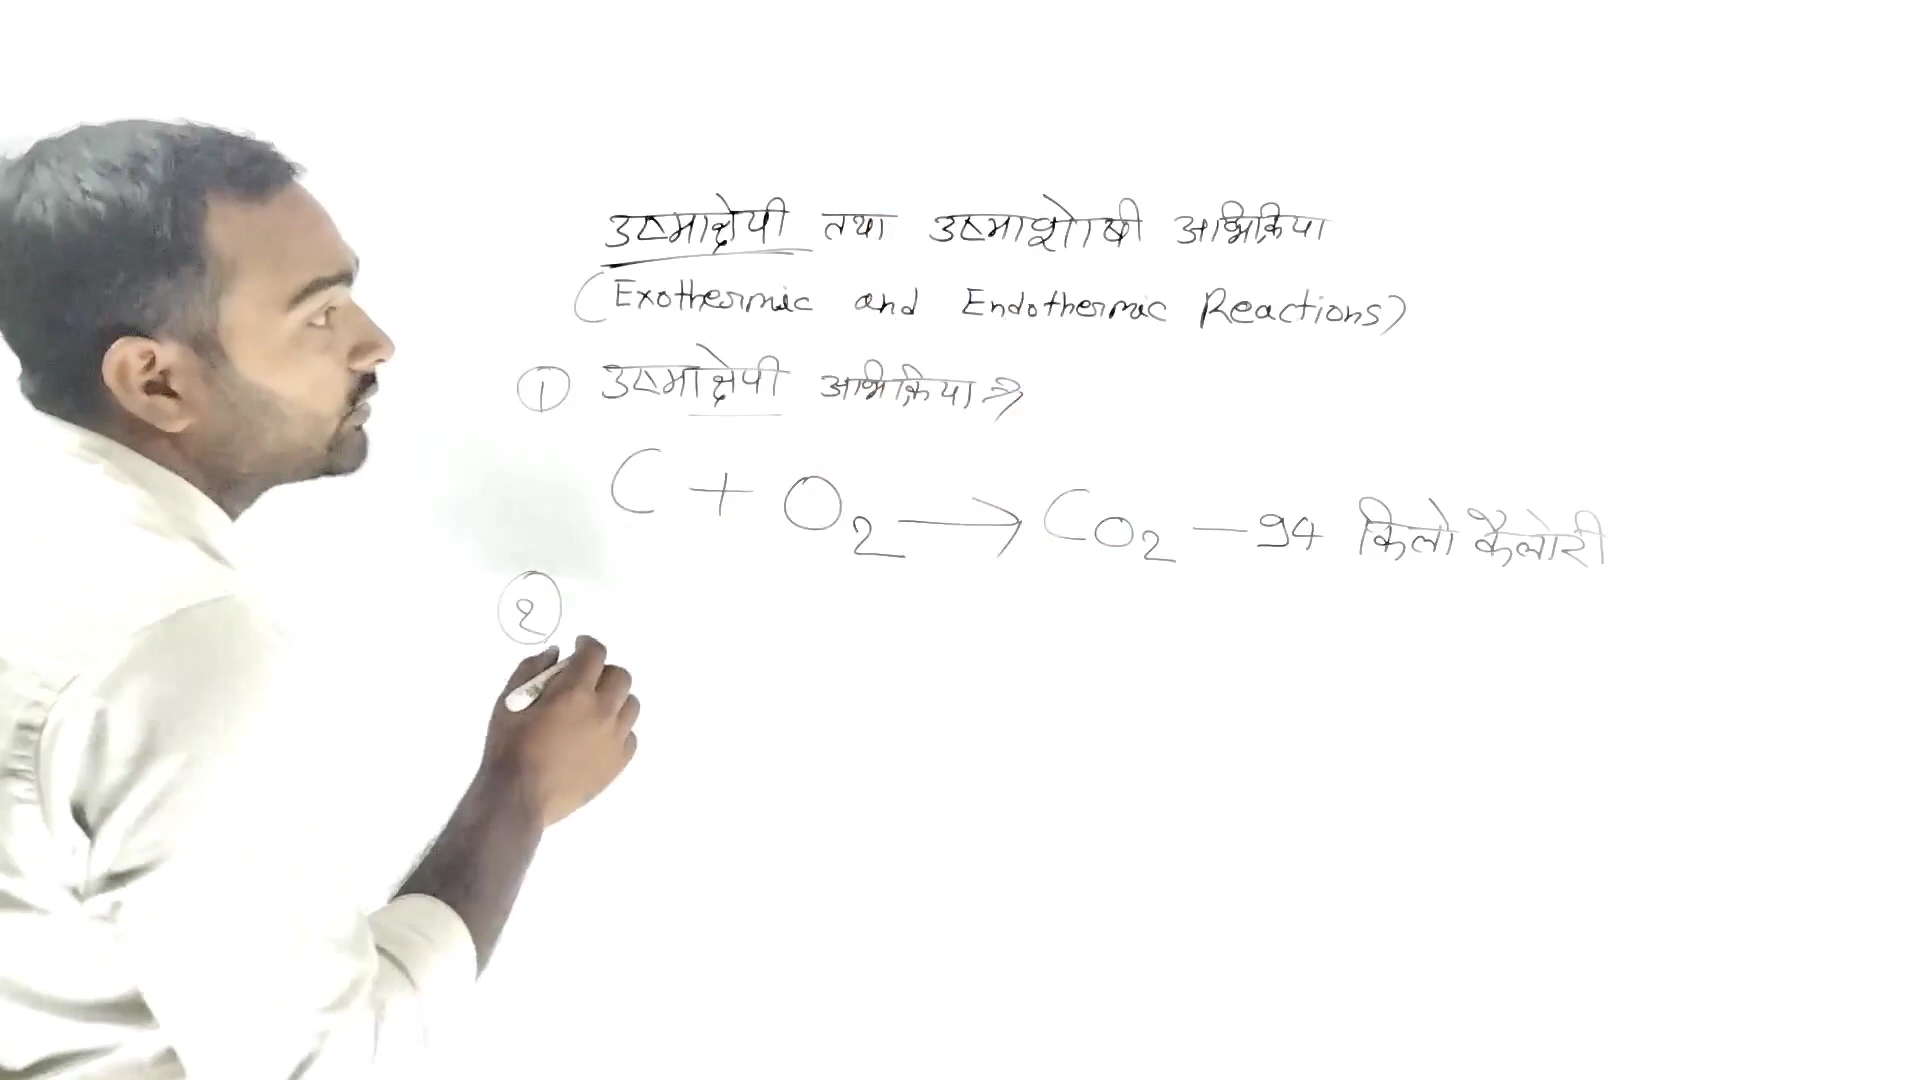 उष्माक्षेपी तथा उष्माशोषी अभिक्रिया
(Exothermic and Endothermic Reactions)
① उष्माक्षेपी अभिक्रिया ⇒
C + O₂ → CO₂ — 94 किलो कैलोरी
②